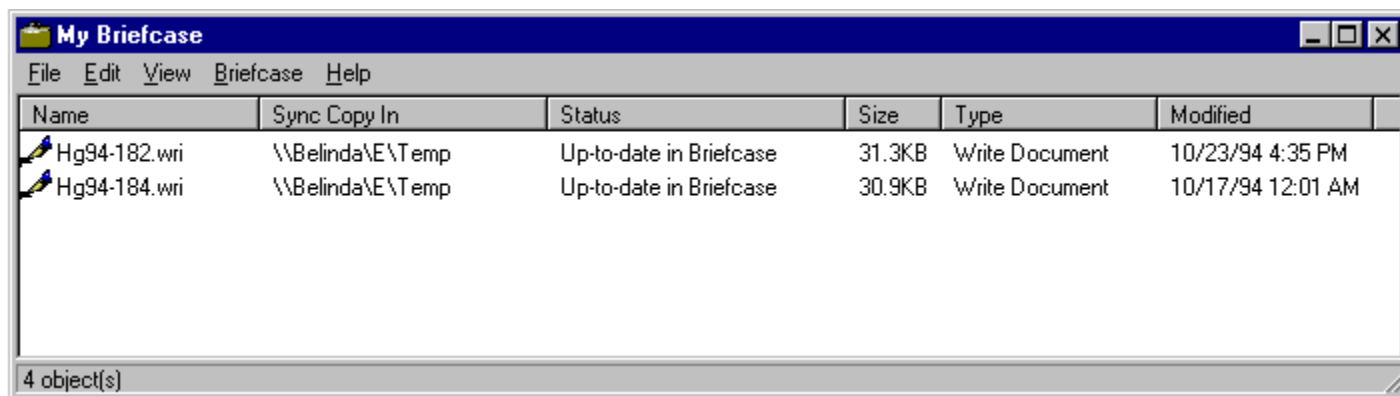 My Briefcase
File Edit View Briefcase Help
Name Sync Copy In Status Size Type Modified
Hg94-182.wri \\Belinda\E\Temp Up-to-date in Briefcase 31.3KB Write Document 10/23/94 4:35 PM
Hg94-184.wri \\Belinda\E\Temp Up-to-date in Briefcase 30.9KB Write Document 10/17/94 12:01 AM
4 object(s)